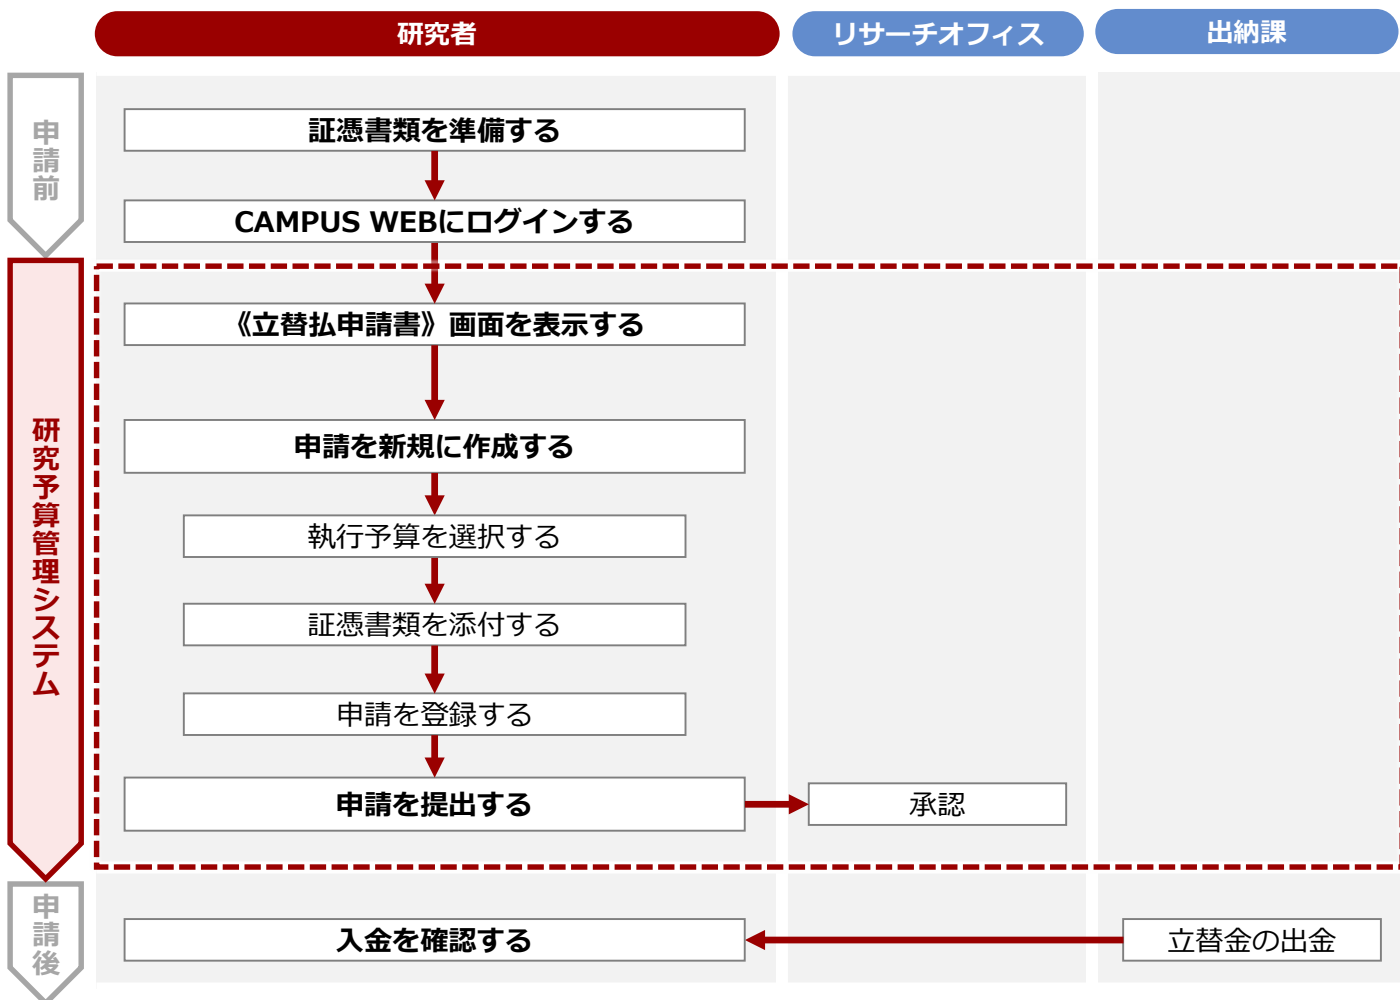 研究者
リサーチオフィス
出納課
申請前
証憑書類を準備する
CAMPUS WEBにログインする
研究予算管理システム
《立替払申請書》画面を表示する
申請を新規に作成する
執行予算を選択する
証憑書類を添付する
申請を登録する
申請を提出する
承認
申請後
入金を確認する
立替金の出金